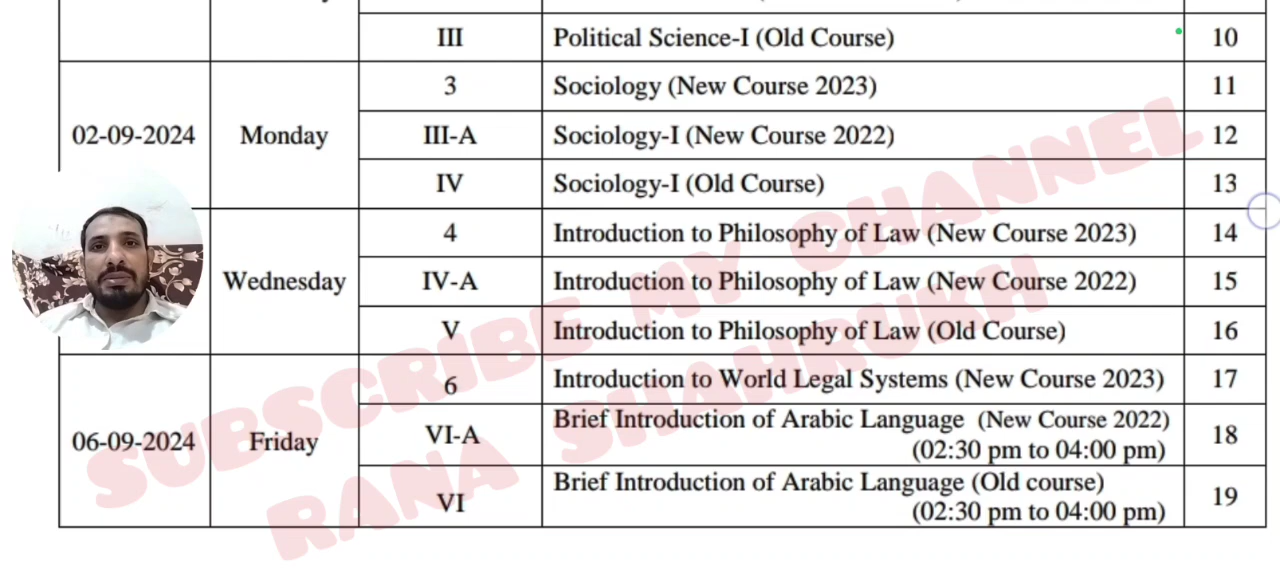 III Political Science-I (Old Course) 10
3 Sociology (New Course 2023) 11
02-09-2024 Monday III-A Sociology-I (New Course 2022) 12
IV Sociology-I (Old Course) 13
4 Introduction to Philosophy of Law (New Course 2023) 14
Wednesday IV-A Introduction to Philosophy of Law (New Course 2022) 15
V Introduction to Philosophy of Law (Old Course) 16
6 Introduction to World Legal Systems (New Course 2023) 17
06-09-2024 Friday VI-A Brief Introduction of Arabic Language (New Course 2022) 18
(02:30 pm to 04:00 pm)
VI Brief Introduction of Arabic Language (Old course) 19
(02:30 pm to 04:00 pm)
SUBSCRIBE MY CHANNEL
RANA SHAHRUKH